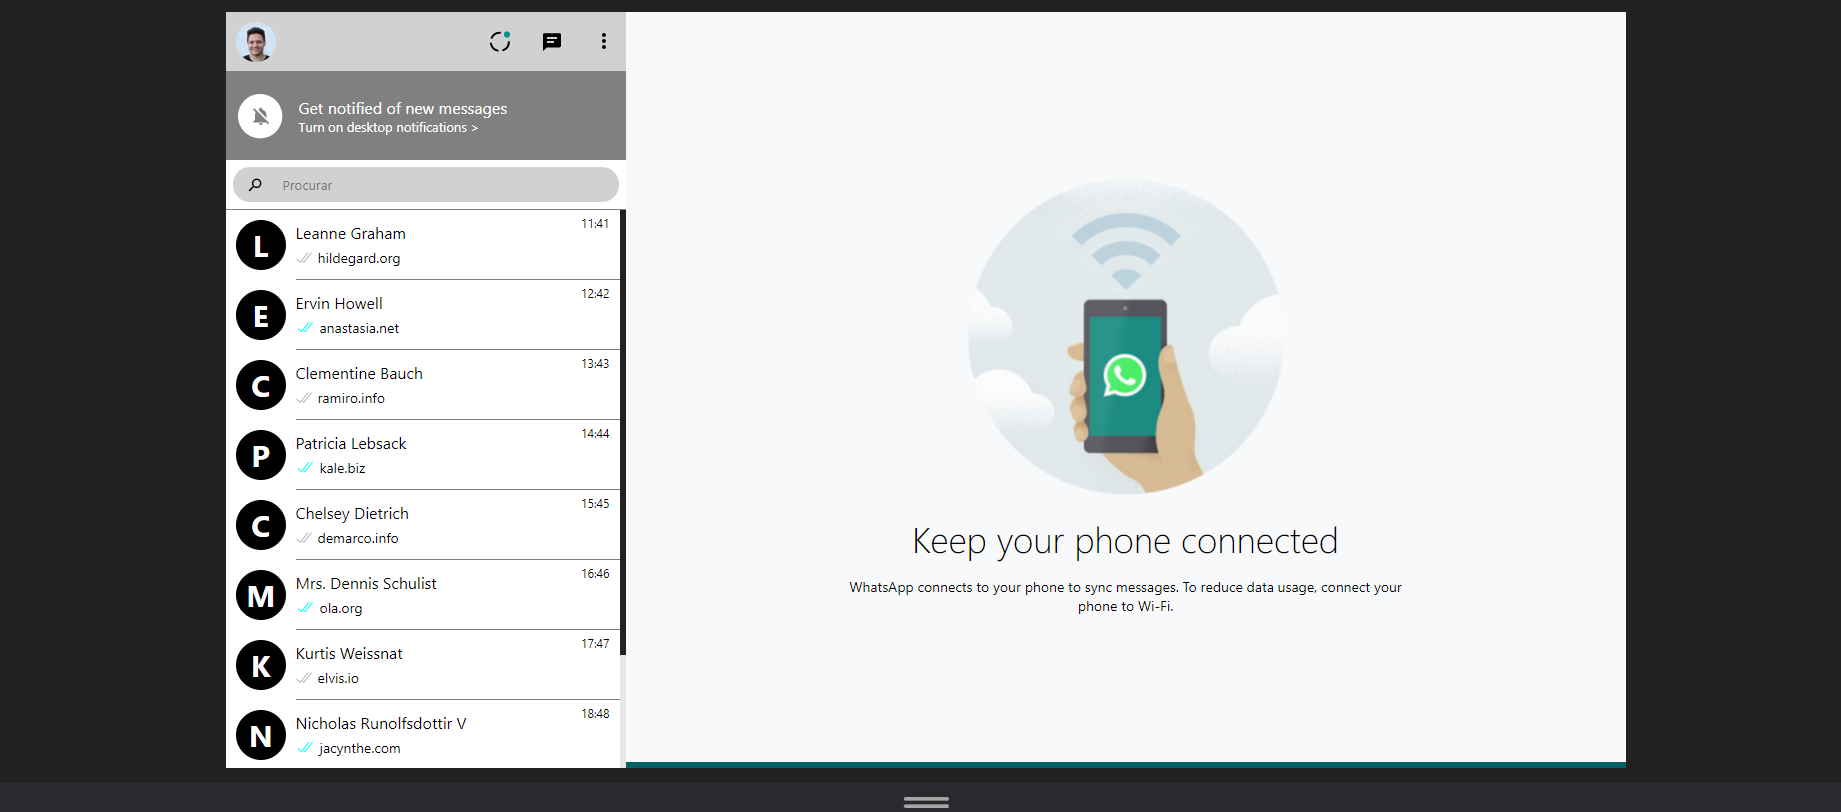 Get notified of new messages
Turn on desktop notifications >
Procurar
L
Leanne Graham
11:41
hildegard.org
E
Ervin Howell
12:42
anastasia.net
C
Clementine Bauch
13:43
ramiro.info
P
Patricia Lebsack
14:44
kale.biz
C
Chelsey Dietrich
15:45
demarco.info
M
Mrs. Dennis Schulist
16:46
ola.org
K
Kurtis Weissnat
17:47
elvis.io
N
Nicholas Runolfsdottir V
18:48
jacynthe.com
Keep your phone connected
WhatsApp connects to your phone to sync messages. To reduce data usage, connect your
phone to Wi-Fi.